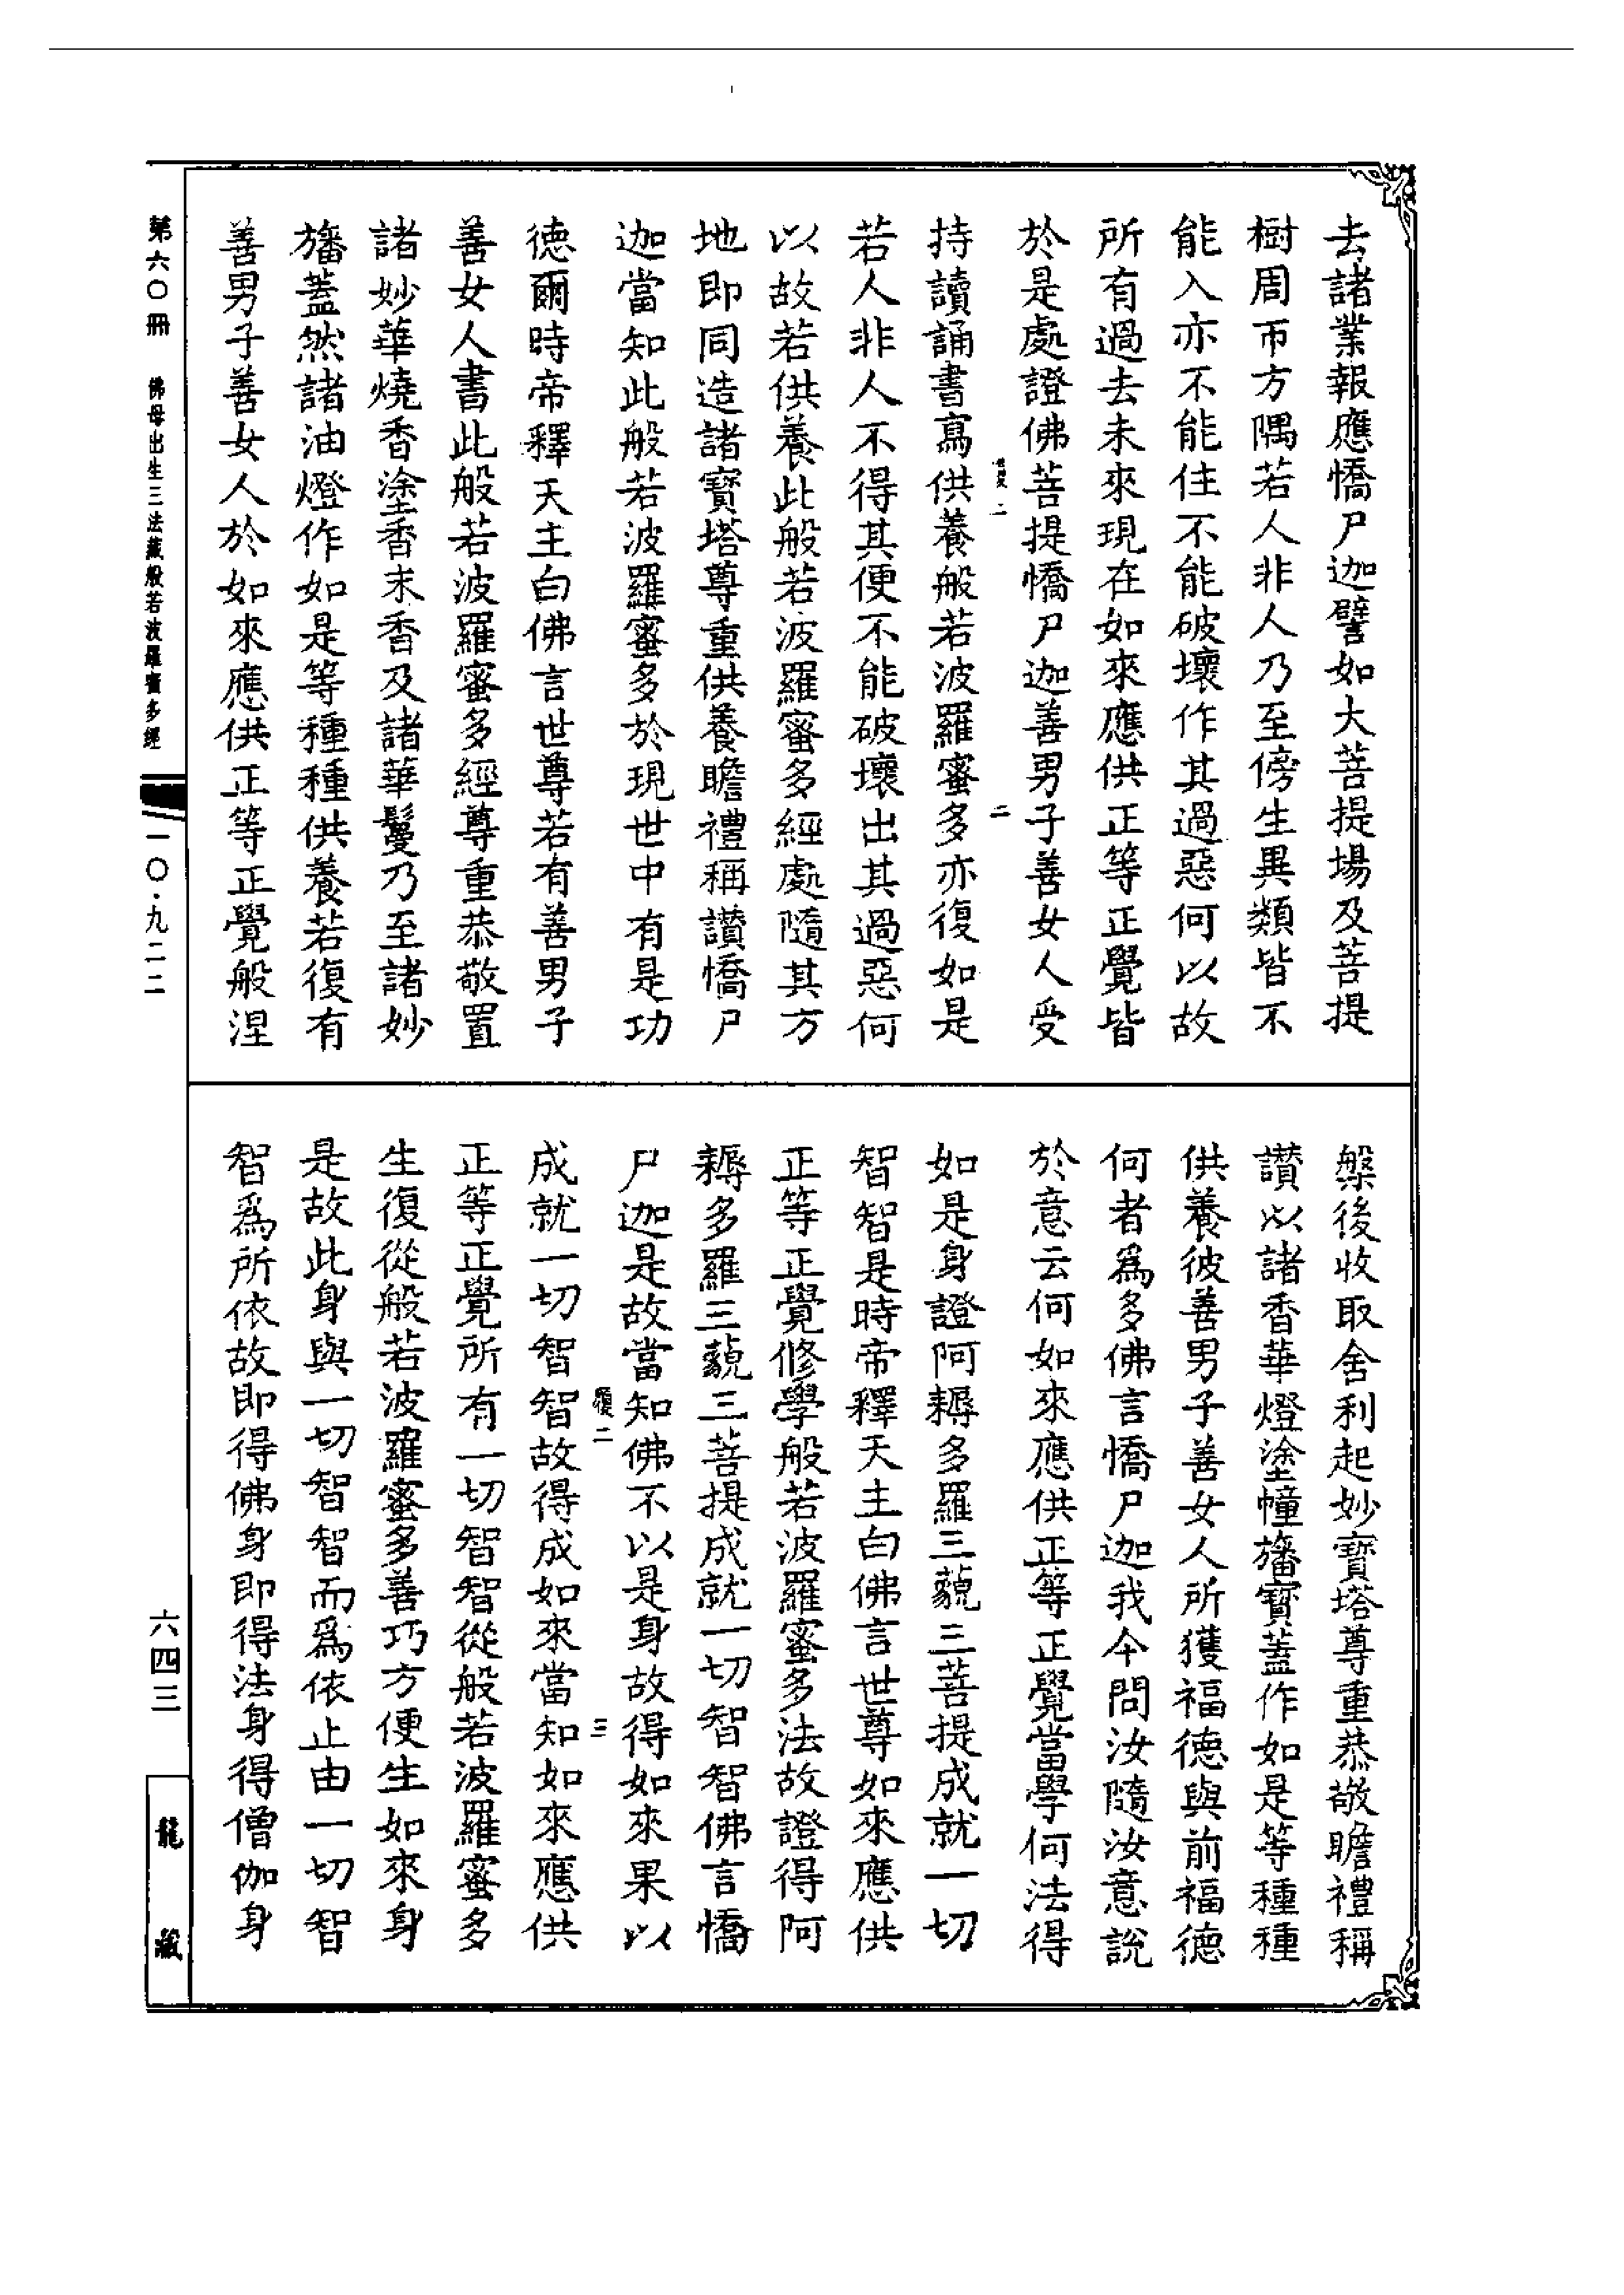 去諸業報應憍尸迦譬如大菩提場及菩提
樹周帀方隅若人非人乃至傍生異類皆不
能入亦不能住不能破壞作其過惡何以故
所有過去未來現在如來應供正等正覺皆
於是處證佛菩提憍尸迦善男子善女人受
二
二
持讀誦書寫供養般若波羅蜜多亦復如是
若人非人不得其便不能破壞出其過惡何
以故若供養此般若波羅蜜多經處隨其方
地即同造諸寶塔尊重供養瞻禮稱讚憍尸
迦當知此般若波羅蜜多於現世中有是功
德爾時帝釋天主白佛言世尊若有善男子
善女人書此般若波羅蜜多經尊重恭敬置
諸妙華燒香塗香末香及諸華鬘乃至諸妙
旛蓋然諸油燈作如是等種種供養若復有
善男子善女人於如來應供正等正覺般涅
槃後收取舍利起妙寶塔尊重恭敬瞻禮稱
讚以諸香華燈塗幢旛寶蓋作如是等種種
供養彼善男子善女人所獲福德與前福德
何者為多佛言憍尸迦我今問汝隨汝意說
於意云何如來應供正等正覺當學何法得
如是身證阿耨多羅三藐三菩提成就一切
智智是時帝釋天主白佛言世尊如來應供
正等正覺修學般若波羅蜜多法故證得阿
耨多羅三藐三菩提成就一切智智佛言憍
尸迦是故當知佛不以是身故得如來果以
二
三
成就一切智智故得成如來當知如來應供
正等正覺所有一切智智從般若波羅蜜多
生復從般若波羅蜜多善巧方便生如來身
是故此身與一切智智而為依止由一切智
智為所依故即得佛身即得法身得僧伽身
第六〇冊 佛母出生三法藏般若波羅蜜多經
一〇·九二二
六四三
龍藏